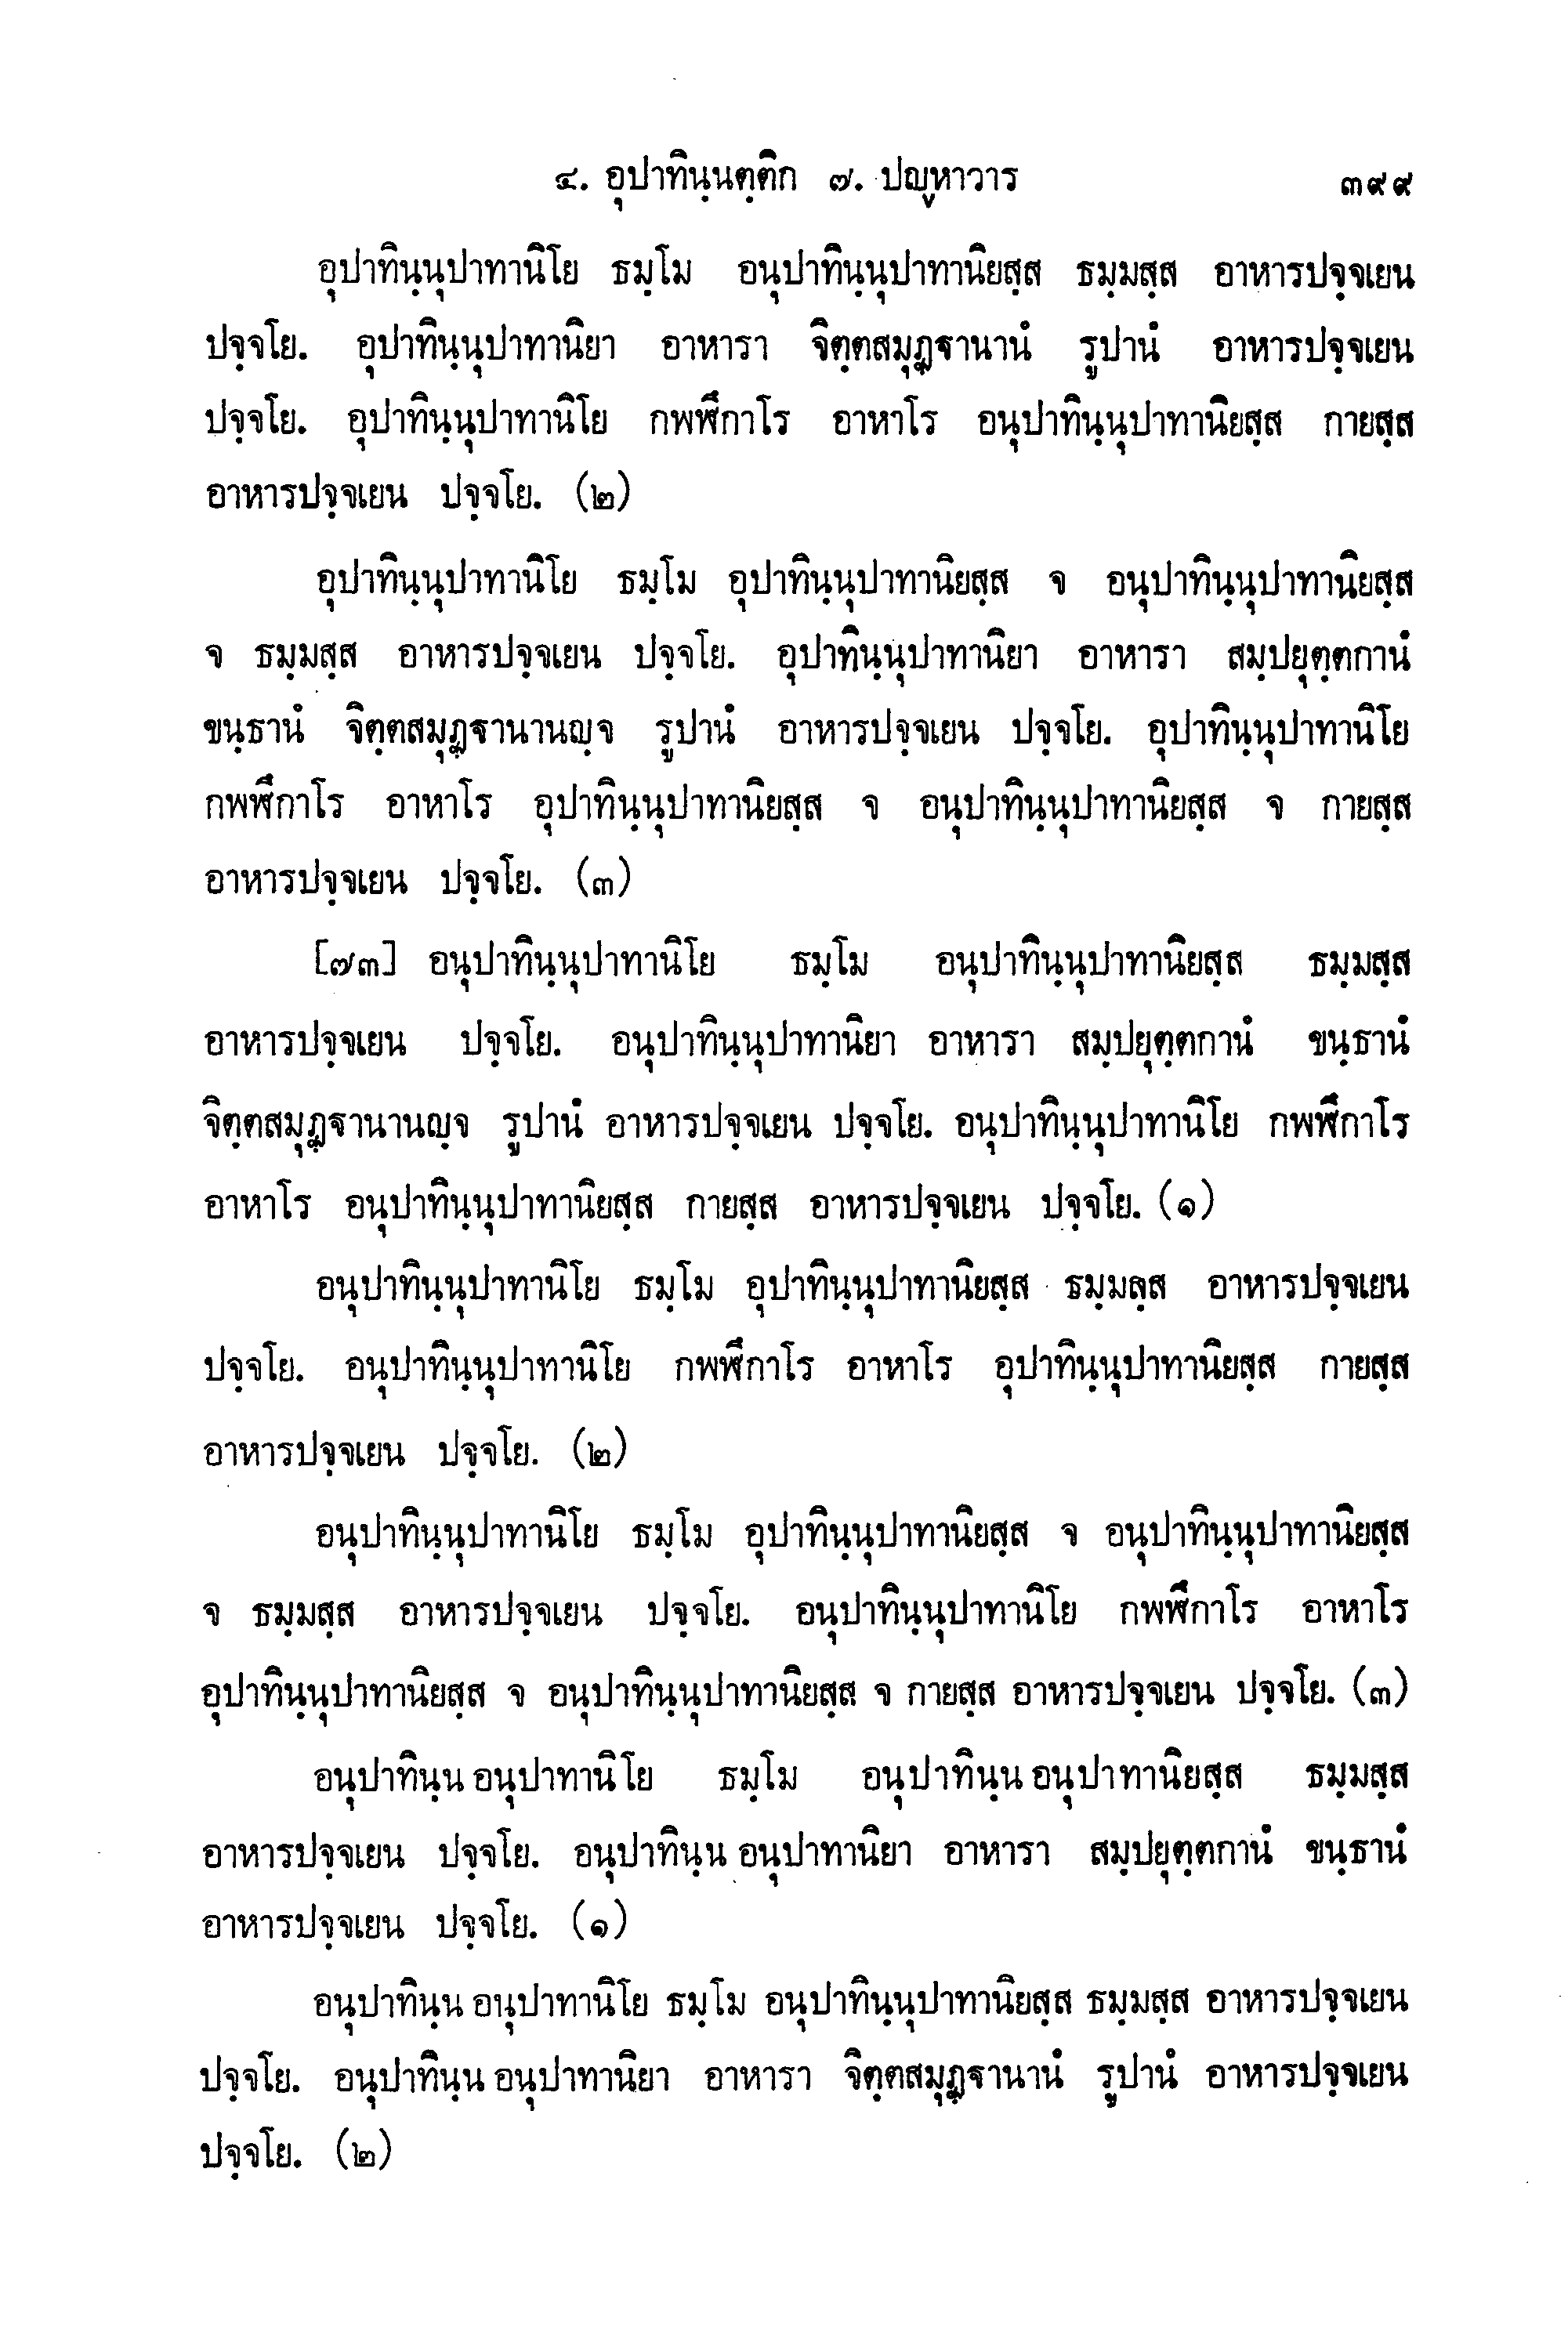 ๔. อุปาทินฺนตฺติก ๗. ปญฺหาวาร ๓๙๙
อุปาทินฺนุปาทานิโย ธมฺโม อนุปาทินฺนุปาทานิยสฺส ธมฺมสฺส อาหารปจฺจเยน
ปจฺจโย. อุปาทินฺนุปาทานิยา อาหารา จิตฺตสมุฏฺฐานานํ รูปานํ อาหารปจฺจเยน
ปจฺจโย. อุปาทินฺนุปาทานิโย กพฬีกาโร อาหาโร อนุปาทินฺนุปาทานิยสฺส กายสฺส
อาหารปจฺจเยน ปจฺจโย. (๒)
อุปาทินฺนุปาทานิโย ธมฺโม อุปาทินฺนุปาทานิยสฺส จ อนุปาทินฺนุปาทานิยสฺส
จ ธมฺมสฺส อาหารปจฺจเยน ปจฺจโย. อุปาทินฺนุปาทานิยา อาหารา สมฺปยุตฺตกานํ
ขนฺธานํ จิตฺตสมุฏฺฐานานญฺจ รูปานํ อาหารปจฺจเยน ปจฺจโย. อุปาทินฺนุปาทานิโย
กพฬีกาโร อาหาโร อุปาทินฺนุปาทานิยสฺส จ อนุปาทินฺนุปาทานิยสฺส จ กายสฺส
อาหารปจฺจเยน ปจฺจโย. (๓)
[๗๓] อนุปาทินฺนุปาทานิโย ธมฺโม อนุปาทินฺนุปาทานิยสฺส ธมฺมสฺส
อาหารปจฺจเยน ปจฺจโย. อนุปาทินฺนุปาทานิยา อาหารา สมฺปยุตฺตกานํ ขนฺธานํ
จิตฺตสมุฏฺฐานานญฺจ รูปานํ อาหารปจฺจเยน ปจฺจโย. อนุปาทินฺนุปาทานิโย กพฬีกาโร
อาหาโร อนุปาทินฺนุปาทานิยสฺส กายสฺส อาหารปจฺจเยน ปจฺจโย. (๑)
อนุปาทินฺนุปาทานิโย ธมฺโม อุปาทินฺนุปาทานิยสฺส ธมฺมสฺส อาหารปจฺจเยน
ปจฺจโย. อนุปาทินฺนุปาทานิโย กพฬีกาโร อาหาโร อุปาทินฺนุปาทานิยสฺส กายสฺส
อาหารปจฺจเยน ปจฺจโย. (๒)
อนุปาทินฺนุปาทานิโย ธมฺโม อุปาทินฺนุปาทานิยสฺส จ อนุปาทินฺนุปาทานิยสฺส
จ ธมฺมสฺส อาหารปจฺจเยน ปจฺจโย. อนุปาทินฺนุปาทานิโย กพฬีกาโร อาหาโร
อุปาทินฺนุปาทานิยสฺส จ อนุปาทินฺนุปาทานิยสฺส จ กายสฺส อาหารปจฺจเยน ปจฺจโย. (๓)
อนุปาทินฺน อนุปาทานิโย ธมฺโม อนุปาทินฺน อนุปาทานิยสฺส ธมฺมสฺส
อาหารปจฺจเยน ปจฺจโย. อนุปาทินฺน อนุปาทานิยา อาหารา สมฺปยุตฺตกานํ ขนฺธานํ
อาหารปจฺจเยน ปจฺจโย. (๑)
อนุปาทินฺน อนุปาทานิโย ธมฺโม อนุปาทินฺนุปาทานิยสฺส ธมฺมสฺส อาหารปจฺจเยน
ปจฺจโย. อนุปาทินฺน อนุปาทานิยา อาหารา จิตฺตสมุฏฺฐานานํ รูปานํ อาหารปจฺจเยน
ปจฺจโย. (๒)